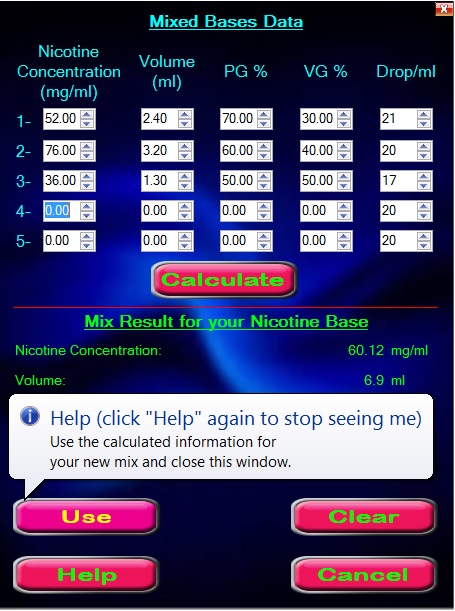 Mixed Bases Data
Nicotine Concentration (mg/ml) Volume (ml) PG % VG % Drop/ml
1- 52.00 2.40 70.00 30.00 21
2- 76.00 3.20 60.00 40.00 20
3- 36.00 1.30 50.00 50.00 17
4- 0.00 0.00 0.00 0.00 20
5- 0.00 0.00 0.00 0.00 20
Calculate
Mix Result for your Nicotine Base
Nicotine Concentration: 60.12 mg/ml
Volume: 6.9 ml
Help (click "Help" again to stop seeing me)
Use the calculated information for
your new mix and close this window.
Use Clear
Help Cancel